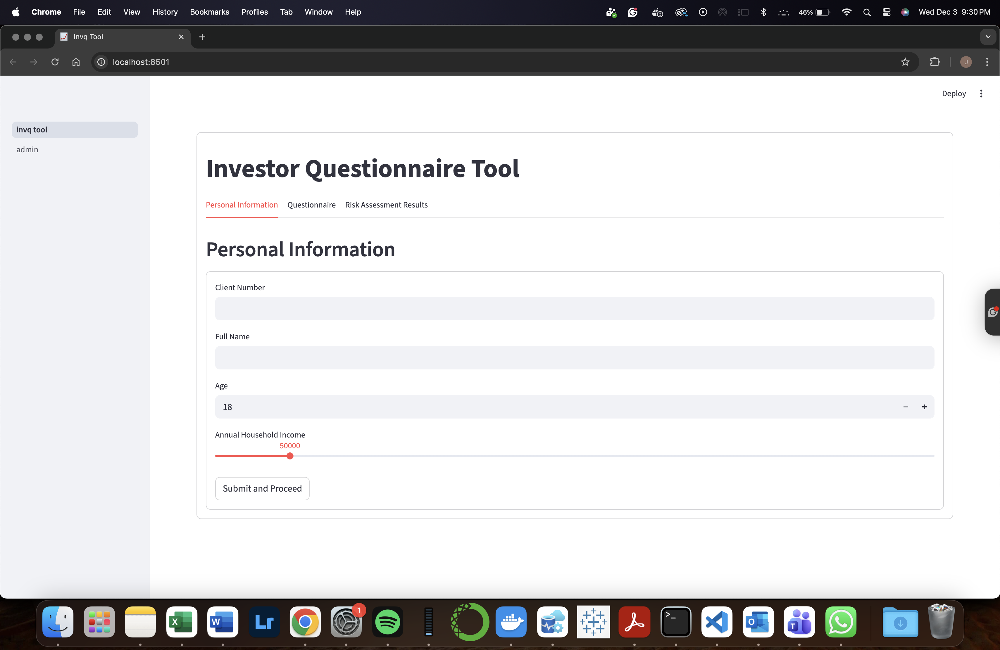 Chrome File Edit View History Bookmarks Profiles Tab Window Help 46% Wed Dec 3 9:30 PM
Invq Tool
localhost:8501 J
Deploy
invq tool
admin
Investor Questionnaire Tool
Personal Information Questionnaire Risk Assessment Results
Personal Information
Client Number
Full Name
Age
18
Annual Household Income
50000
Submit and Proceed
X W Lr 1 >_ O T